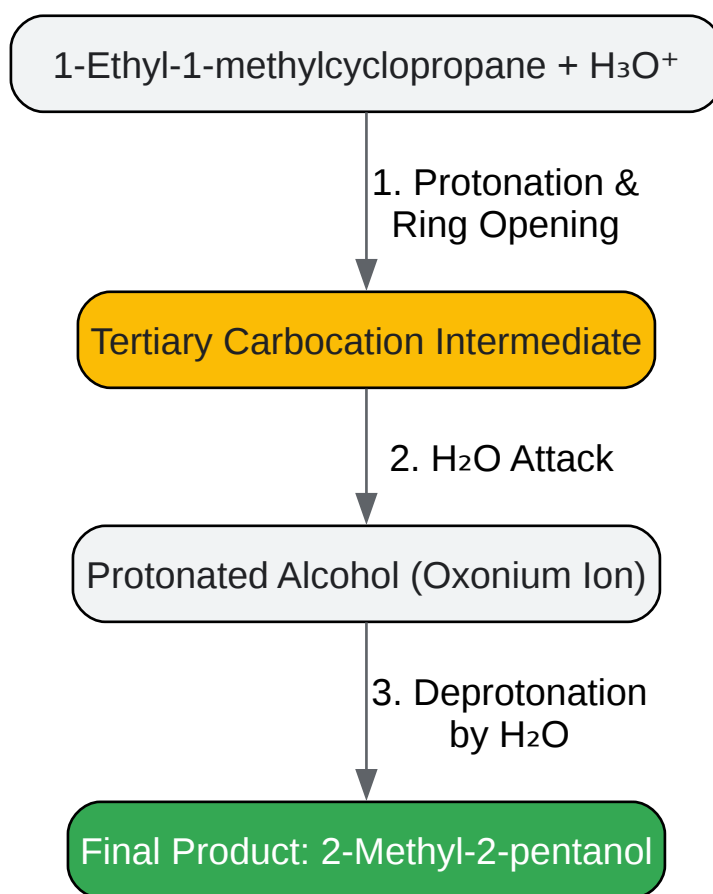 1-Ethyl-1-methylcyclopropane + H₃O⁺
1. Protonation &
Ring Opening
Tertiary Carbocation Intermediate
2. H₂O Attack
Protonated Alcohol (Oxonium Ion)
3. Deprotonation
by H₂O
Final Product: 2-Methyl-2-pentanol